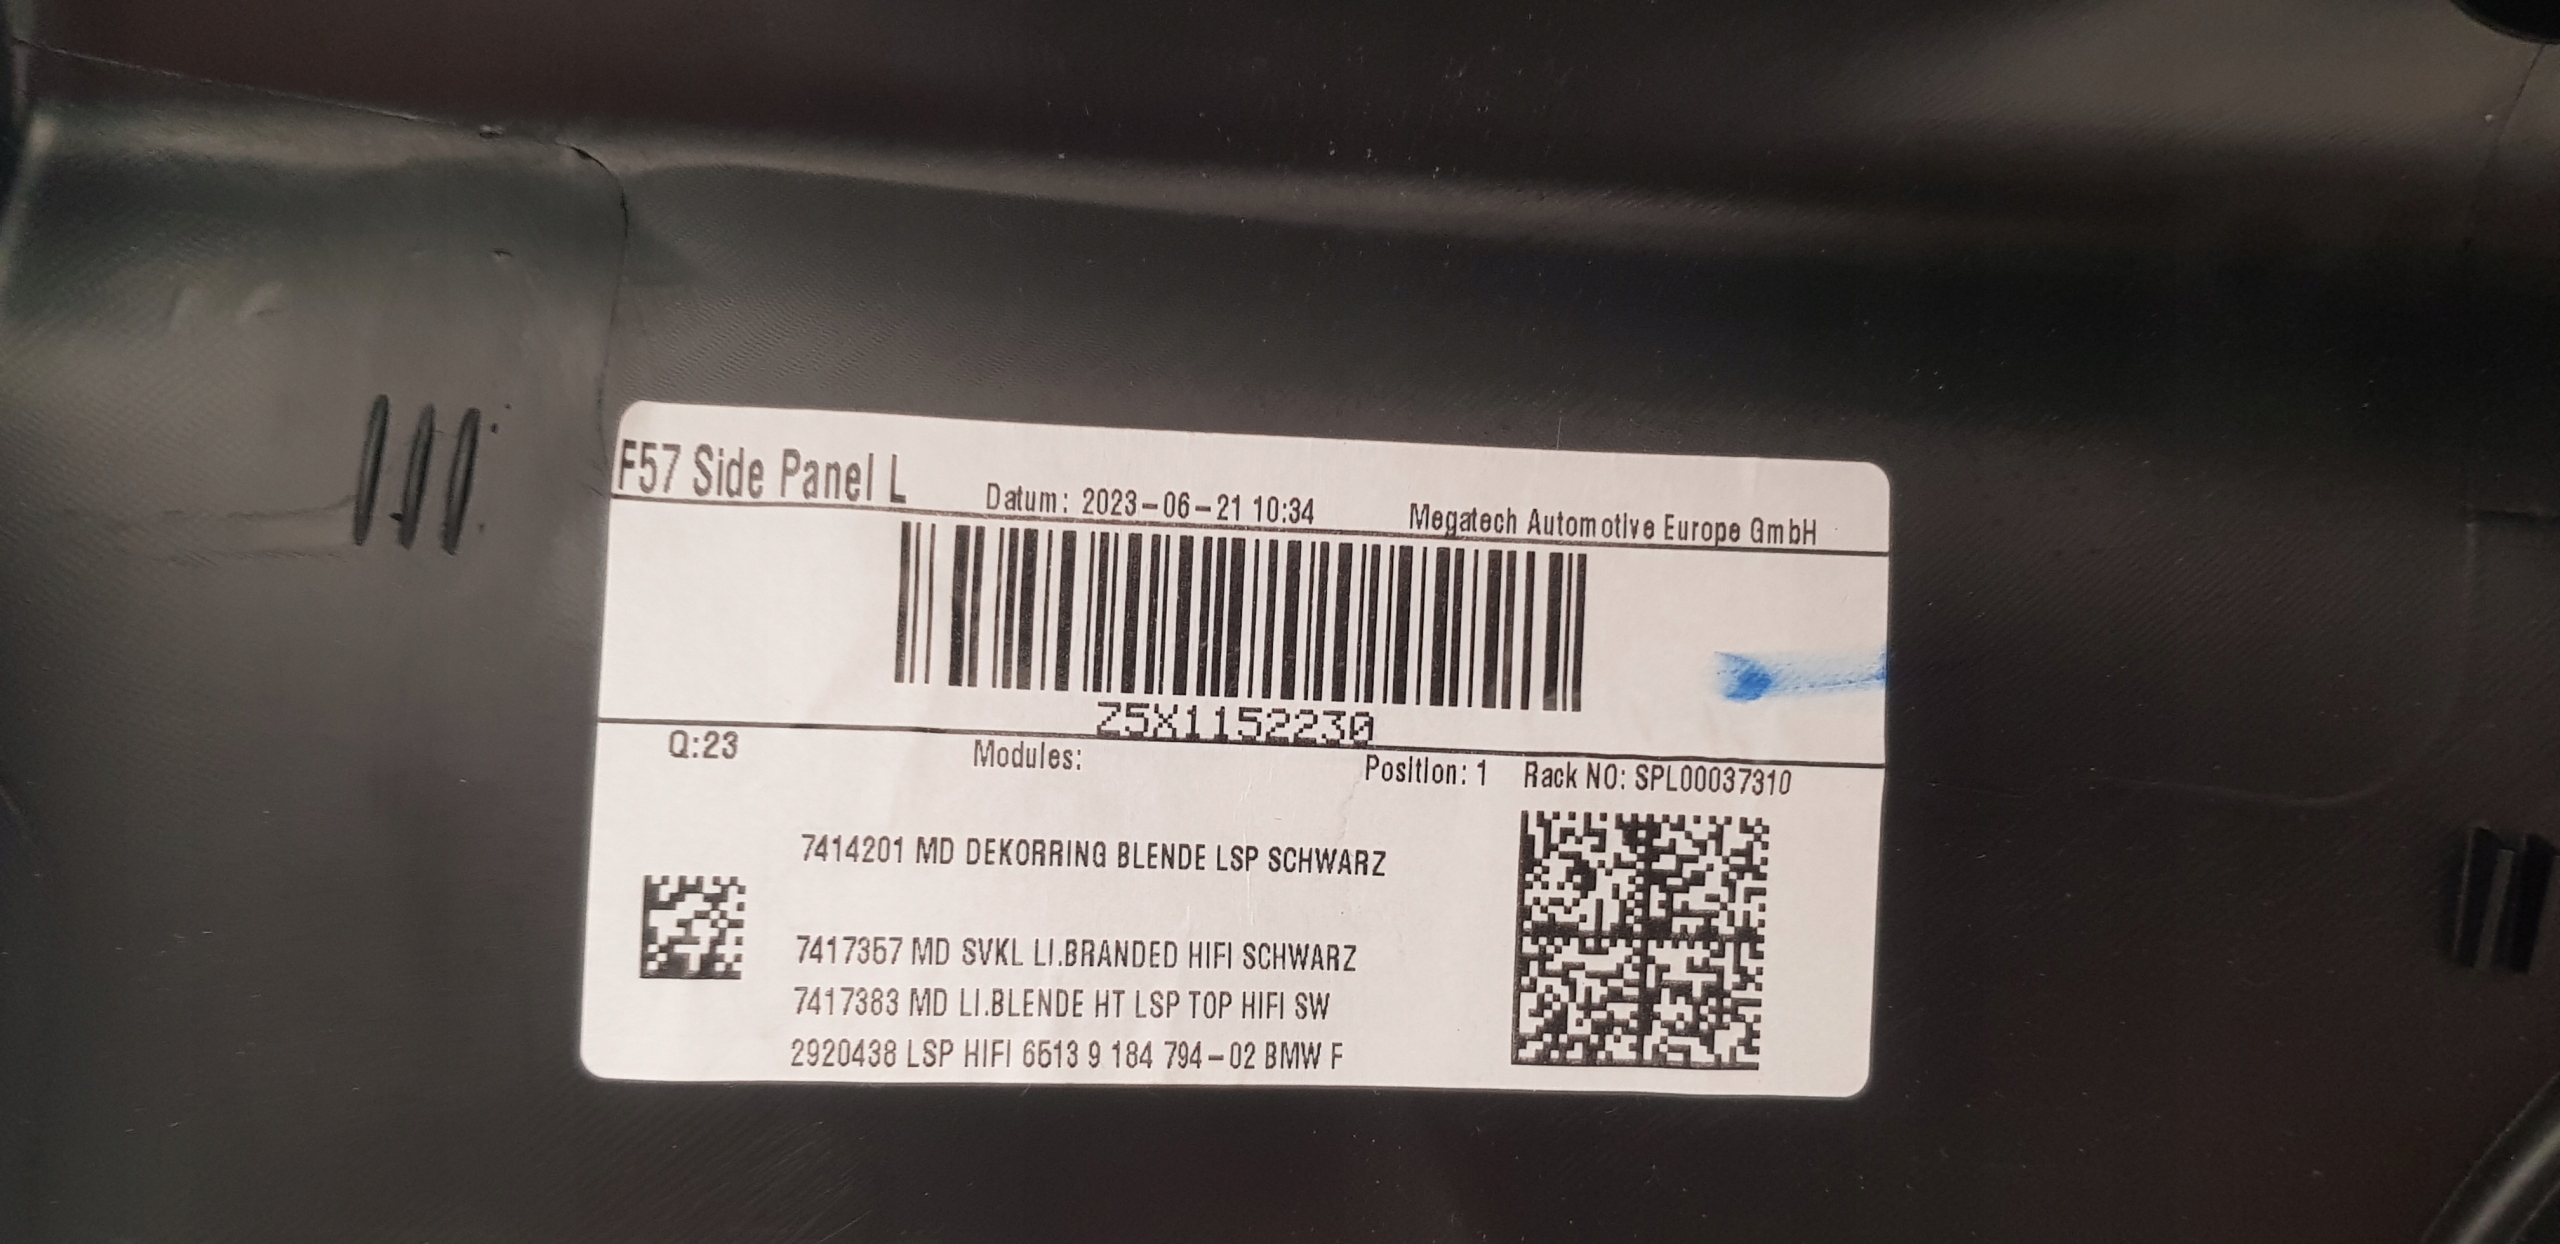 F57 Side Panel L
Datum: 2023-06-21 10:34
Megatech Automotive Europe GmbH
Z5X1152230
Q:23
Modules:
Position: 1
Rack NO: SPL00037310
7414201 MD DEKORRING BLENDE LSP SCHWARZ
7417357 MD SVKL LI.BRANDED HIFI SCHWARZ
7417383 MD LI.BLENDE HT LSP TOP HIFI SW
2920438 LSP HIFI 6513 9 184 794-02 BMW F